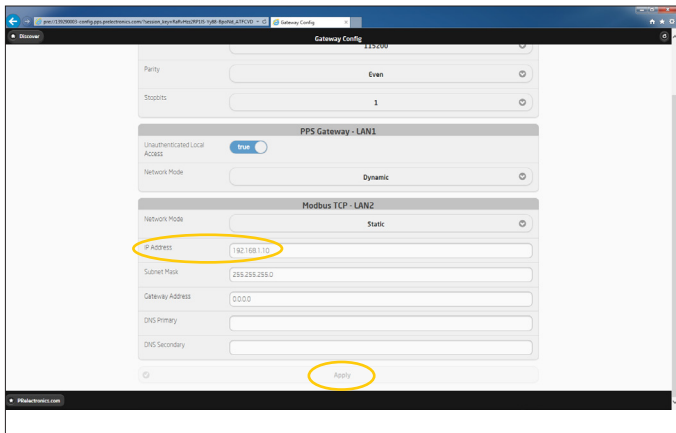 Gateway Config
Discover
Gateway Config
115200
Parity
Even
Stopbits
1
PPS Gateway - LAN1
Unauthenticated Local
Access
true
Network Mode
Dynamic
Modbus TCP - LAN2
Network Mode
Static
IP Address
192.168.1.10
Subnet Mask
255.255.255.0
Gateway Address
0.0.0.0
DNS Primary
DNS Secondary
Apply
PRelectronics.com